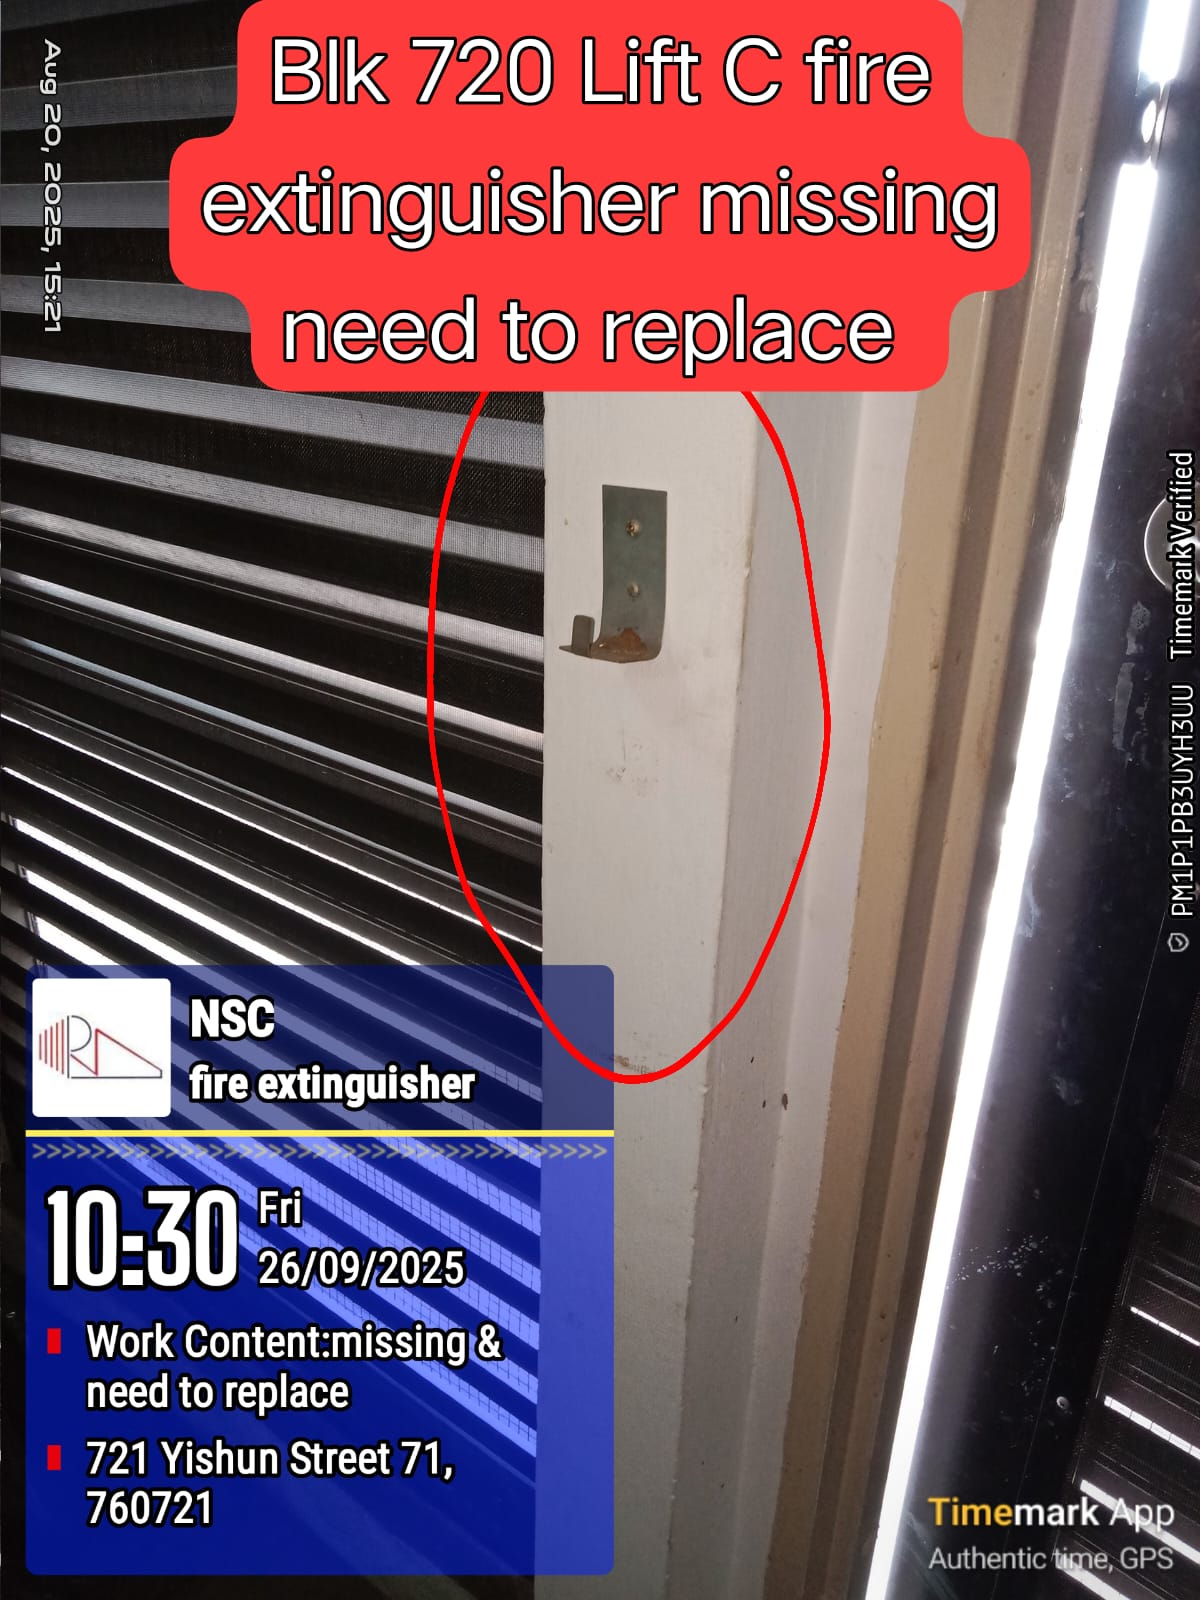 Blk 720 Lift C fire
extinguisher missing
need to replace
Aug 20, 2025, 15:21
PM1P1PB3UYH3UU Timemark Verified
NSC
fire extinguisher
>>>>>>>>>>>>>>>>>>>>>>>>>>>>>>>>>>>>>>>
10:30
Fri
26/09/2025
Work Content:missing &
need to replace
721 Yishun Street 71,
760721
Timemark App
Authentic time, GPS